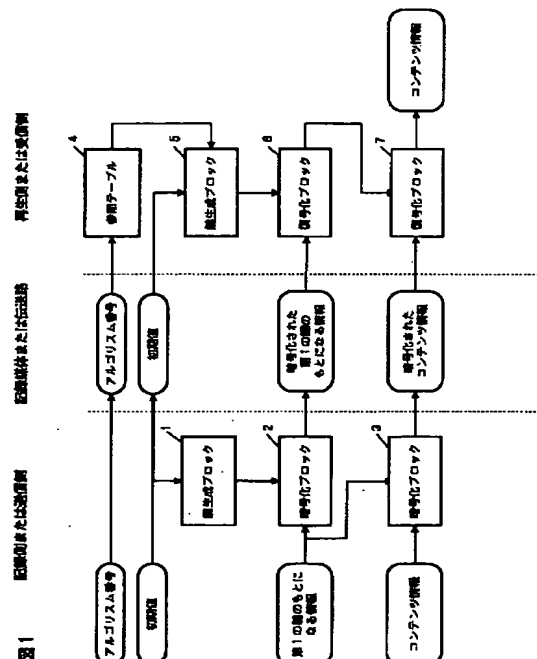 図1
記録側または送信側
記録媒体または伝送路
再生側または受信側
アルゴリズム番号
アルゴリズム番号
参照テーブル
4
初期値
初期値
鍵生成ブロック
1
鍵生成ブロック
5
第1の鍵のもとに
なる情報
暗号化ブロック
2
暗号化された
第1の鍵の
もとになる情報
復号化ブロック
6
コンテンツ情報
暗号化ブロック
3
暗号化された
コンテンツ情報
復号化ブロック
7
コンテンツ情報